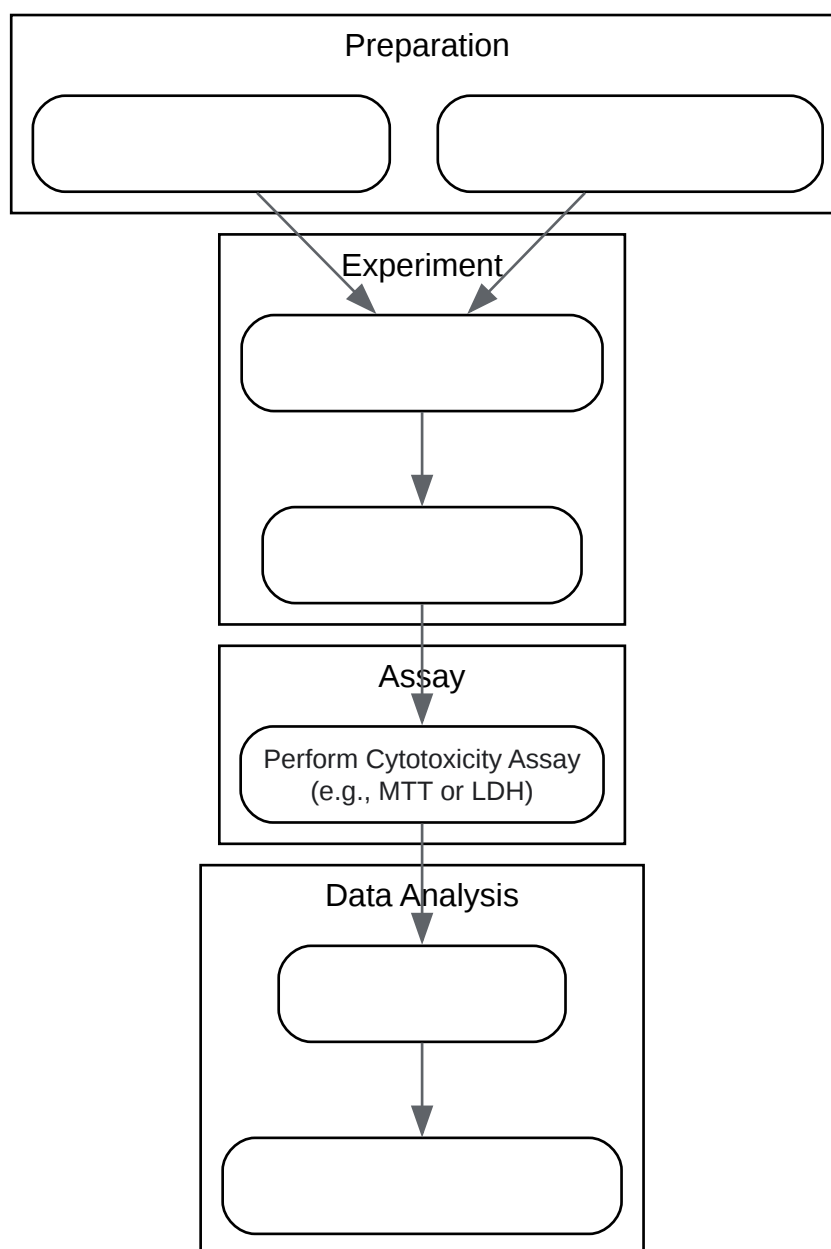 Preparation
Experiment
Assay
Perform Cytotoxicity Assay
(e.g., MTT or LDH)
Data Analysis